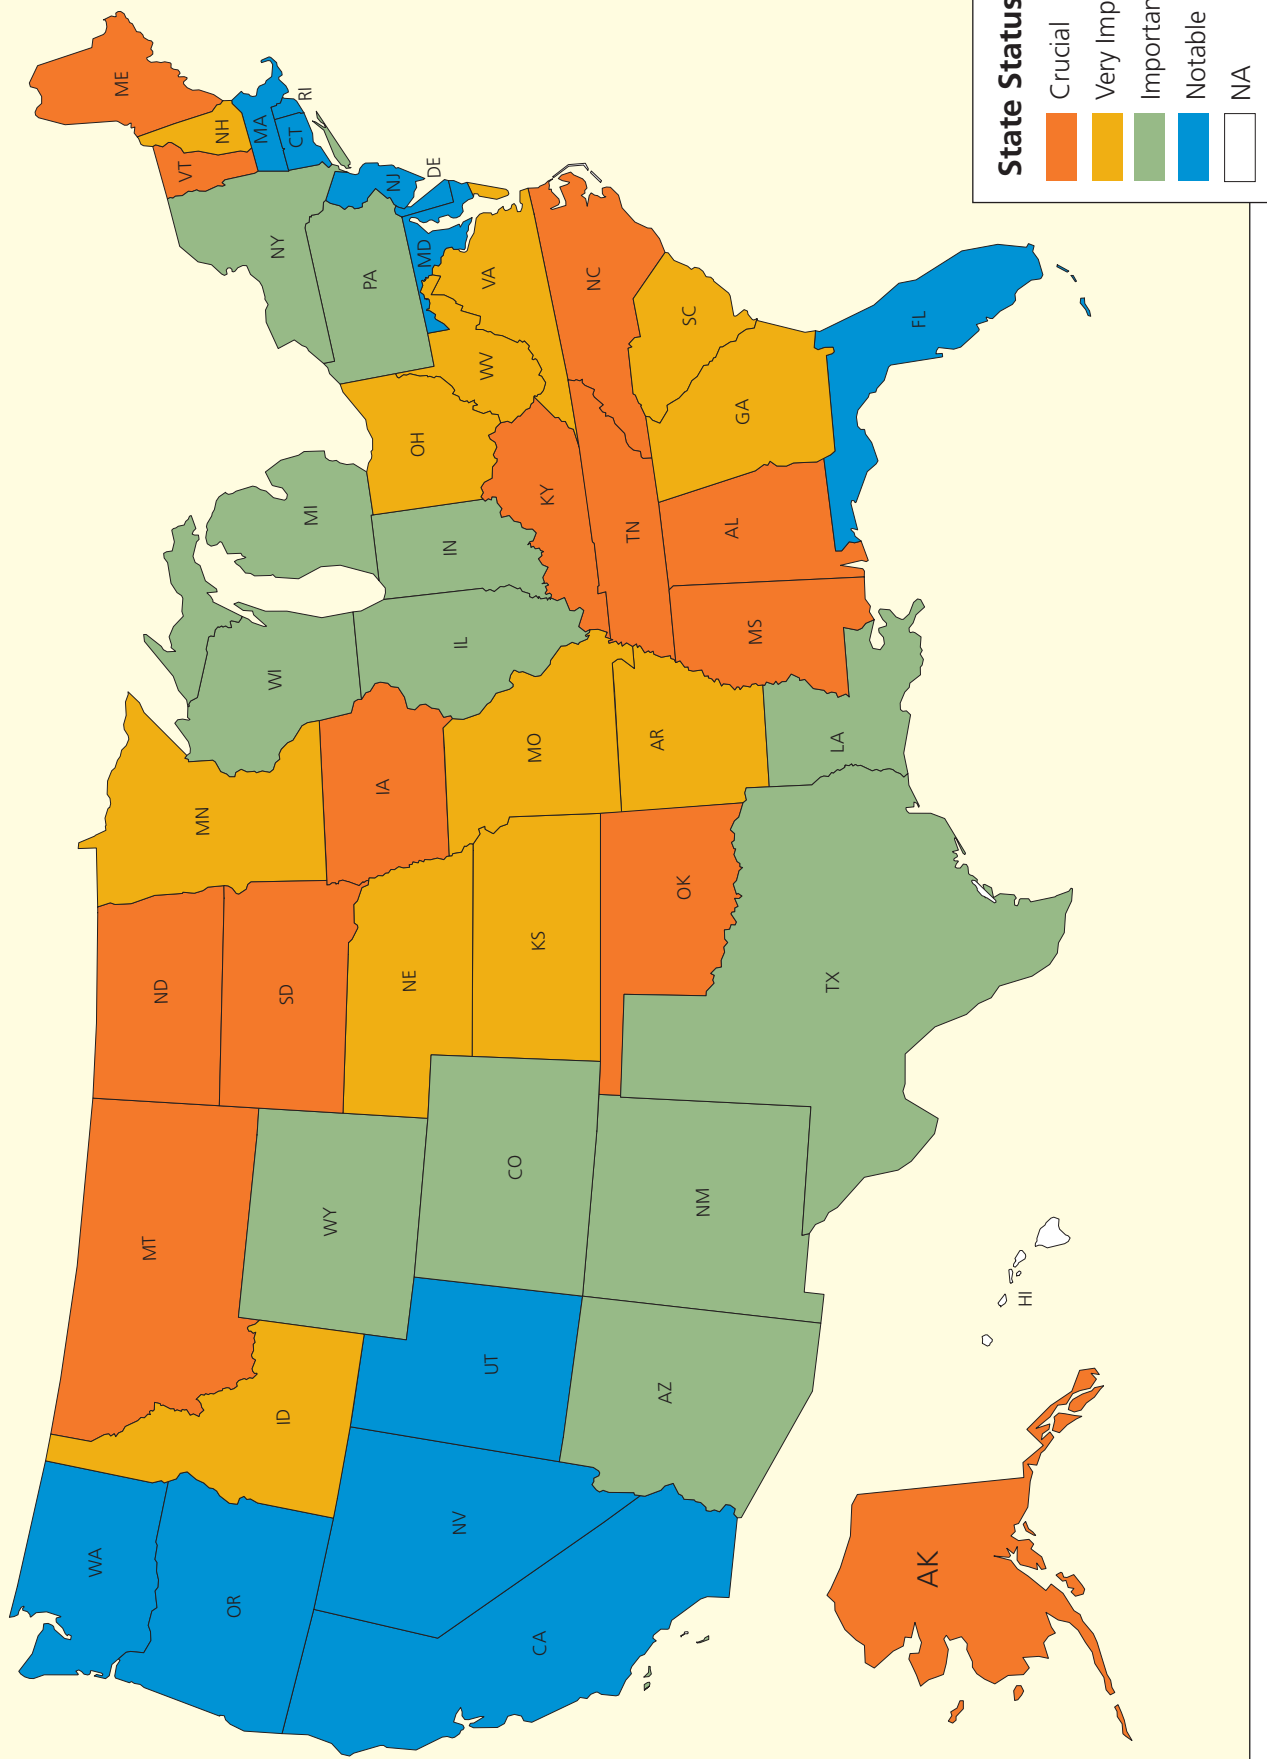 ME
VT
NH
MA
RI
CT
NY
NJ
DE
PA
MD
VA
WV
NC
SC
GA
FL
OH
KY
TN
AL
MS
MI
IN
IL
WI
MN
IA
MO
AR
LA
ND
SD
NE
KS
OK
TX
MT
WY
CO
NM
ID
UT
AZ
WA
OR
NV
CA
AK
HI
State Status
Crucial
Very Imp
Importan
Notable
NA